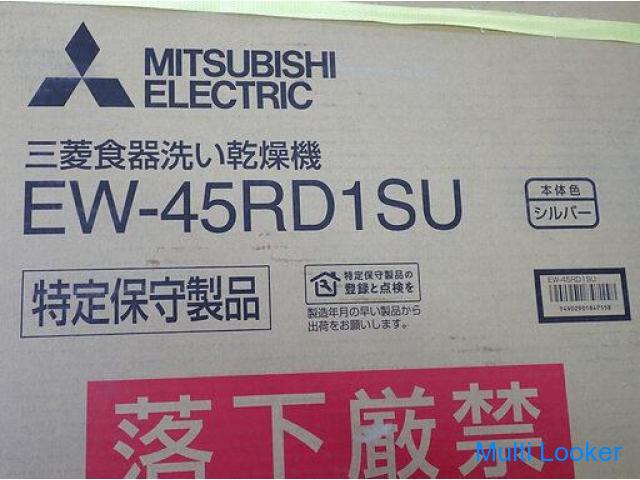 MITSUBISHI
ELECTRIC
三菱食器洗い乾燥機
EW-45RD1SU
本体色
シルバー
特定保守製品
特定保守製品の
登録と点検を
製造年月の早い製品から
出荷をお願いします。
EW-45RD1SU
落下厳禁
Multi Looker